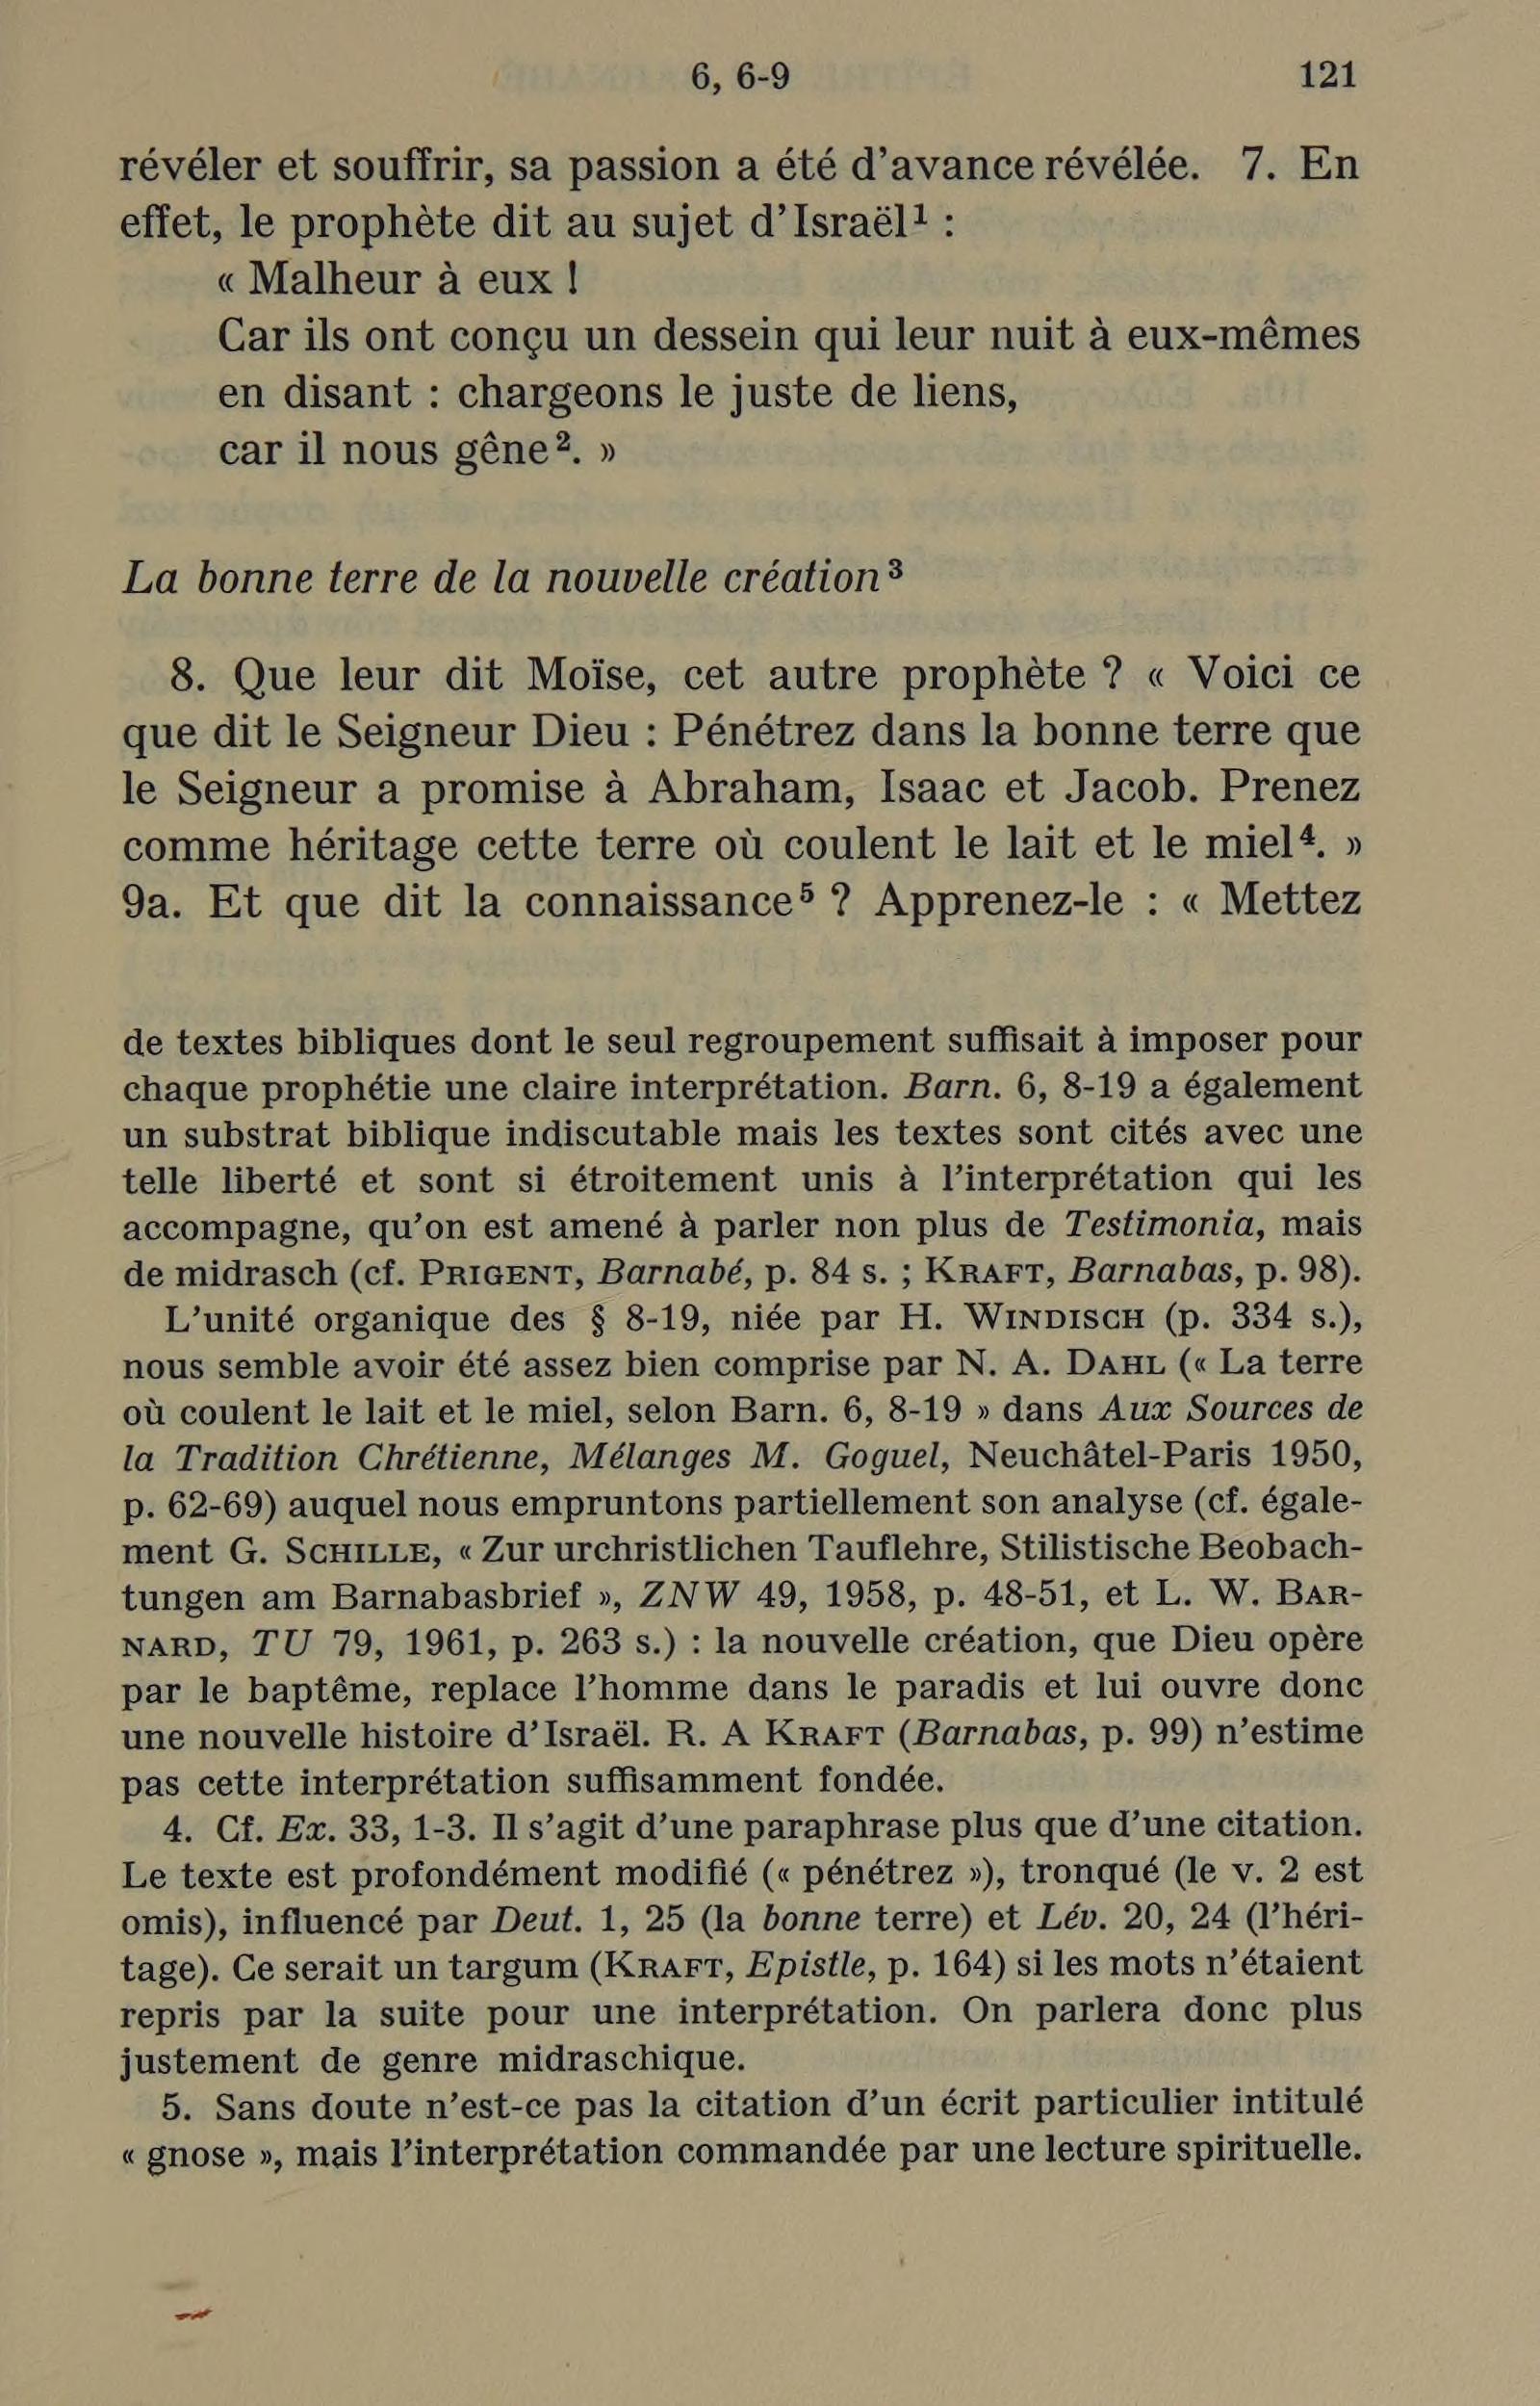 6, 6-9 121
révéler et souffrir, sa passion a été d’avance révélée. 7. En
effet, le prophète dit au sujet d’Israël¹ :
« Malheur à eux !
Car ils ont conçu un dessein qui leur nuit à eux-mêmes
en disant : chargeons le juste de liens,
car il nous gêne². »
La bonne terre de la nouvelle création³
8. Que leur dit Moïse, cet autre prophète ? « Voici ce
que dit le Seigneur Dieu : Pénétrez dans la bonne terre que
le Seigneur a promise à Abraham, Isaac et Jacob. Prenez
comme héritage cette terre où coulent le lait et le miel⁴. »
9a. Et que dit la connaissance⁵ ? Apprenez-le : « Mettez
de textes bibliques dont le seul regroupement suffisait à imposer pour
chaque prophétie une claire interprétation. Barn. 6, 8-19 a également
un substrat biblique indiscutable mais les textes sont cités avec une
telle liberté et sont si étroitement unis à l’interprétation qui les
accompagne, qu’on est amené à parler non plus de Testimonia, mais
de midrasch (cf. PRIGENT, Barnabé, p. 84 s. ; KRAFT, Barnabas, p. 98).
L’unité organique des § 8-19, niée par H. WINDISCH (p. 334 s.),
nous semble avoir été assez bien comprise par N. A. DAHL (« La terre
où coulent le lait et le miel, selon Barn. 6, 8-19 » dans Aux Sources de
la Tradition Chrétienne, Mélanges M. Goguel, Neuchâtel-Paris 1950,
p. 62-69) auquel nous empruntons partiellement son analyse (cf. égale-
ment G. SCHILLE, « Zur urchristlichen Tauflehre, Stilistische Beobach-
tungen am Barnabasbrief », ZNW 49, 1958, p. 48-51, et L. W. BAR-
NARD, TU 79, 1961, p. 263 s.) : la nouvelle création, que Dieu opère
par le baptême, replace l’homme dans le paradis et lui ouvre donc
une nouvelle histoire d’Israël. R. A KRAFT (Barnabas, p. 99) n’estime
pas cette interprétation suffisamment fondée.
4. Cf. Ex. 33, 1-3. Il s’agit d’une paraphrase plus que d’une citation.
Le texte est profondément modifié (« pénétrez »), tronqué (le v. 2 est
omis), influencé par Deut. 1, 25 (la bonne terre) et Lév. 20, 24 (l’héri-
tage). Ce serait un targum (KRAFT, Epistle, p. 164) si les mots n’étaient
repris par la suite pour une interprétation. On parlera donc plus
justement de genre midraschique.
5. Sans doute n’est-ce pas la citation d’un écrit particulier intitulé
« gnose », mais l’interprétation commandée par une lecture spirituelle.